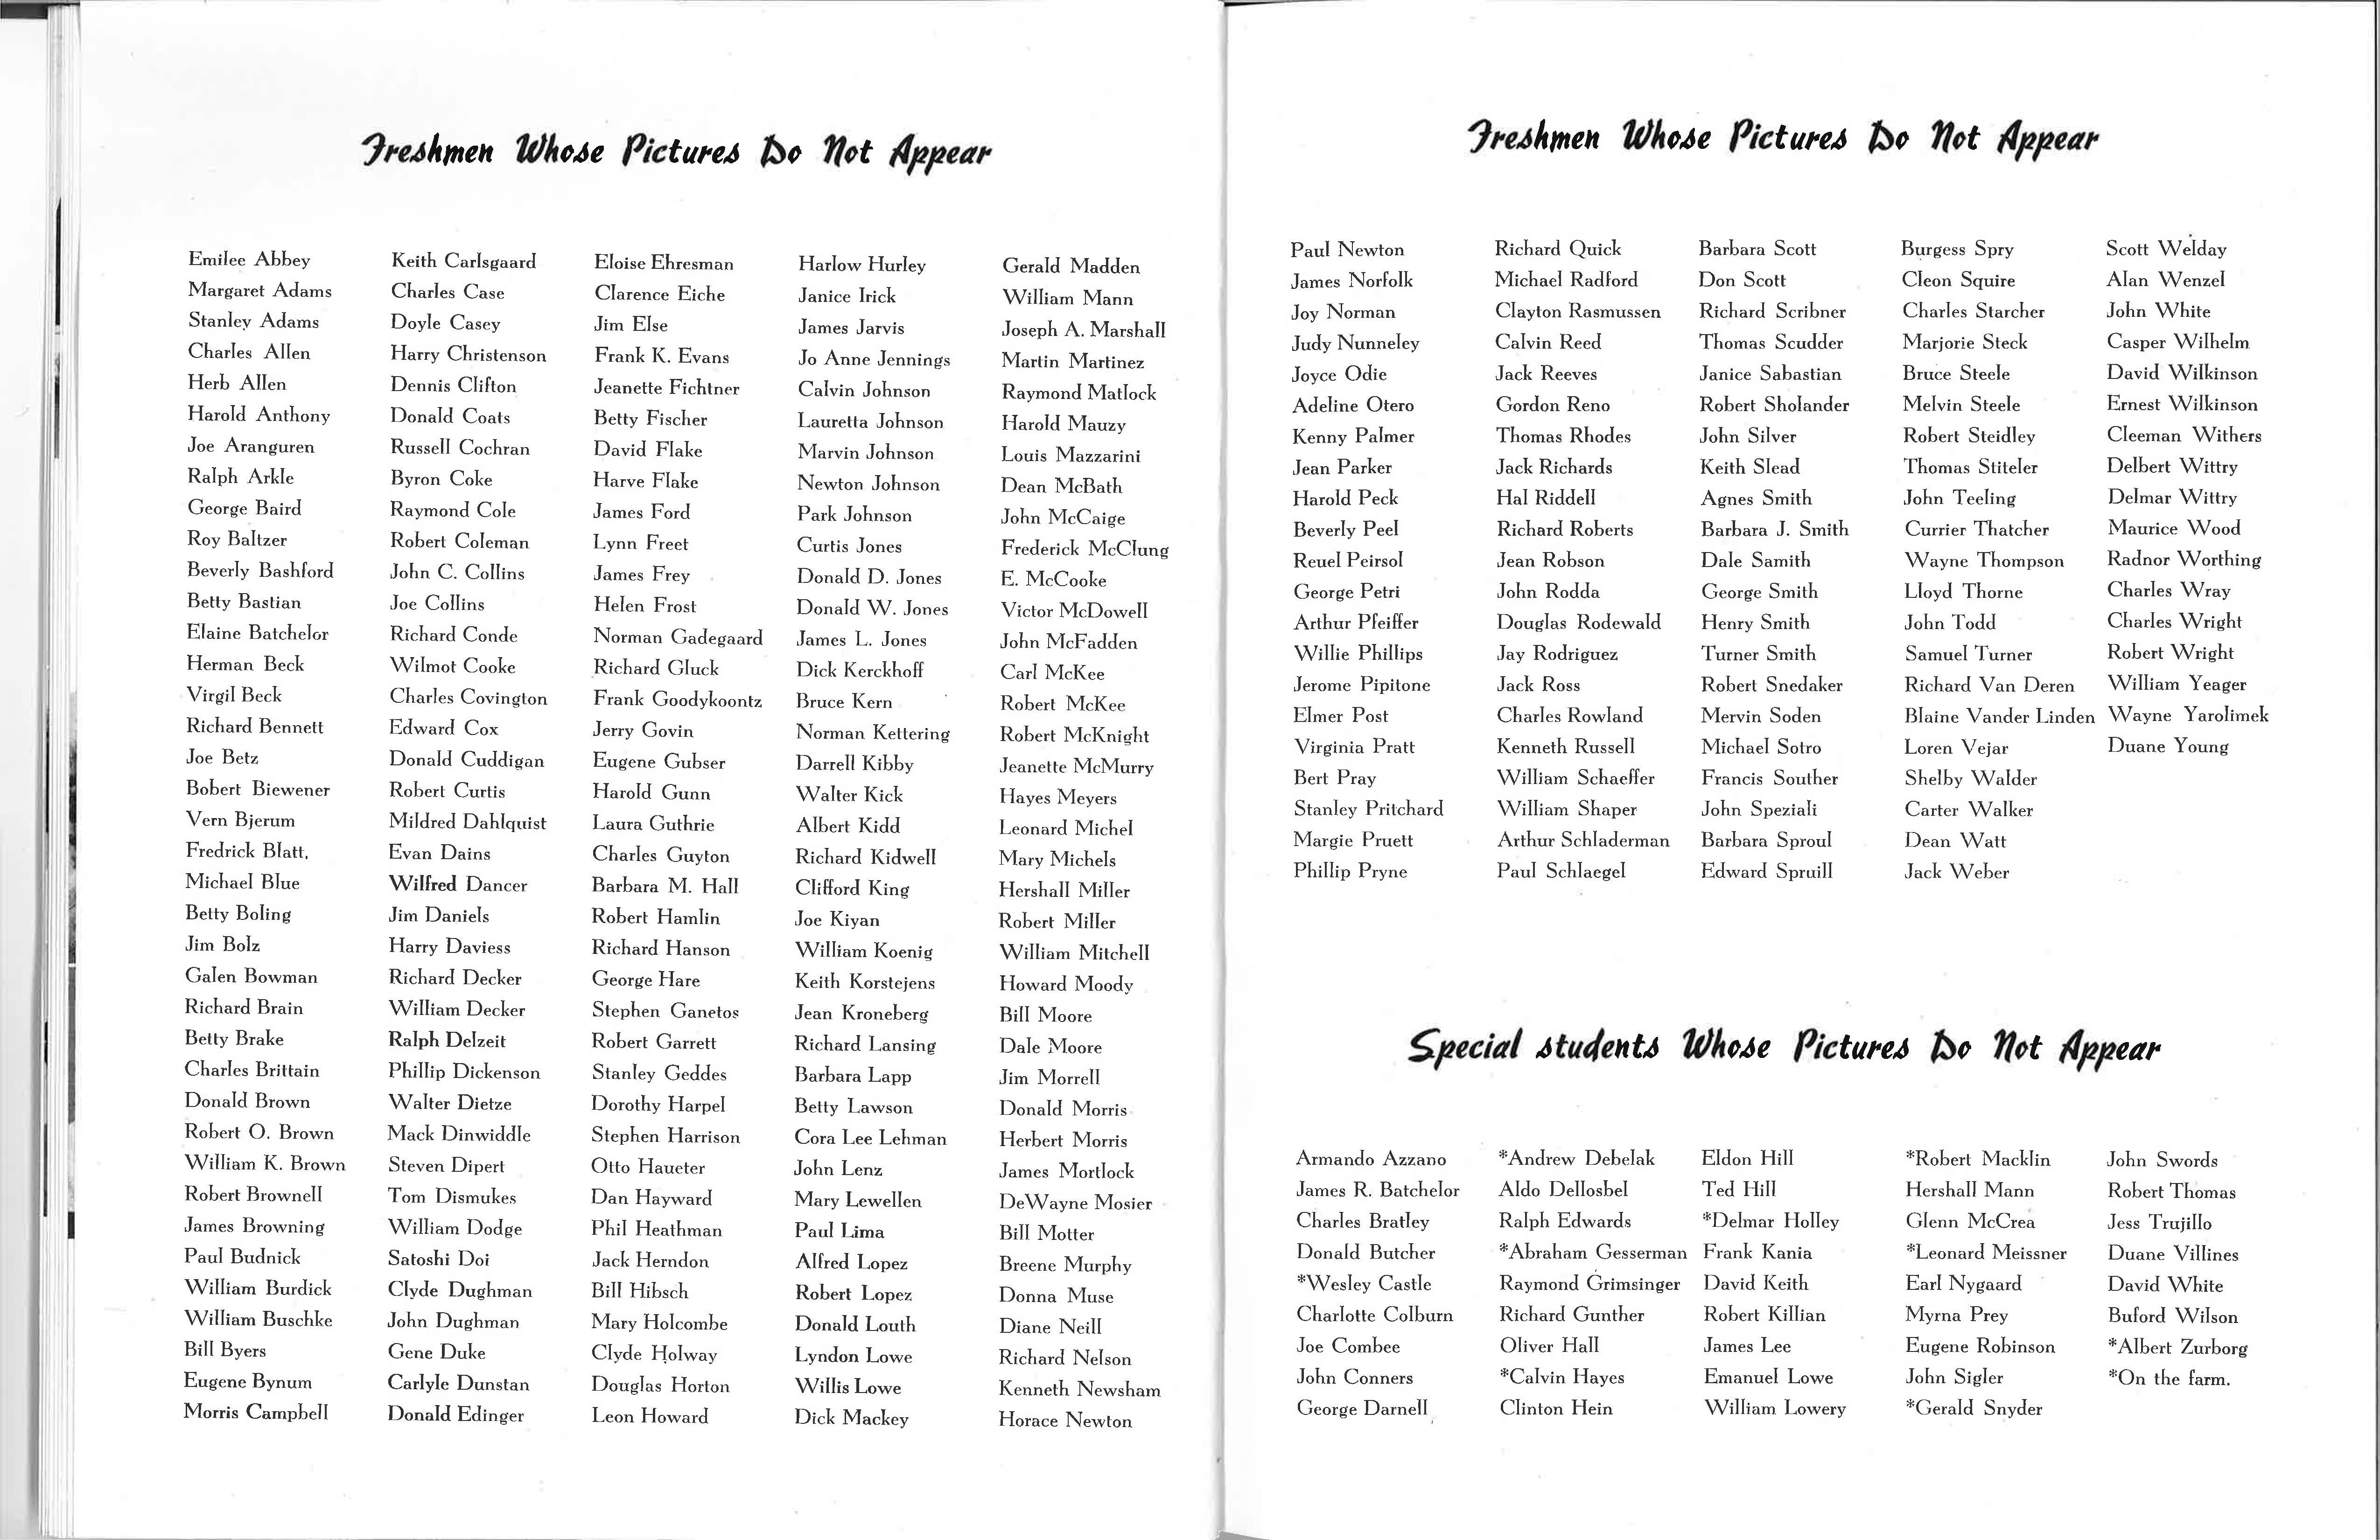 Freshmen Whose Pictures Do Not Appear
Emilee Abbey
Margaret Adams
Stanley Adams
Charles Allen
Herb Allen
Harold Anthony
Joe Aranguren
Ralph Arkle
George Baird
Roy Baltzer
Beverly Bashford
Betty Bastian
Elaine Batchelor
Herman Beck
Virgil Beck
Richard Bennett
Joe Betz
Bobert Biewener
Vern Bjerum
Fredrick Blatt,
Michael Blue
Betty Boling
Jim Bolz
Galen Bowman
Richard Brain
Betty Brake
Charles Brittain
Donald Brown
Robert O. Brown
William K. Brown
Robert Brownell
James Browning
Paul Budnick
William Burdick
William Buschke
Bill Byers
Eugene Bynum
Morris Campbell
Keith Carlsgaard
Charles Case
Doyle Casey
Harry Christenson
Dennis Clifton
Donald Coats
Russell Cochran
Byron Coke
Raymond Cole
Robert Coleman
John C. Collins
Joe Collins
Richard Conde
Wilmot Cooke
Charles Covington
Edward Cox
Donald Cuddigan
Robert Curtis
Mildred Dahlquist
Evan Dains
Wilfred Dancer
Jim Daniels
Harry Daviess
Richard Decker
William Decker
Ralph Delzeit
Phillip Dickenson
Walter Dietze
Mack Dinwiddle
Steven Dipert
Tom Dismukes
William Dodge
Satoshi Doi
Clyde Dughman
John Dughman
Gene Duke
Carlyle Dunstan
Donald Edinger
Eloise Ehresman
Clarence Eiche
Jim Else
Frank K. Evans
Jeanette Fichtner
Betty Fischer
David Flake
Harve Flake
James Ford
Lynn Freet
James Frey
Helen Frost
Norman Gadegaard
Richard Gluck
Frank Goodykoontz
Jerry Govin
Eugene Gubser
Harold Gunn
Laura Guthrie
Charles Guyton
Barbara M. Hall
Robert Hamlin
Richard Hanson
George Hare
Stephen Ganetos
Robert Garrett
Stanley Geddes
Dorothy Harpel
Stephen Harrison
Otto Haueter
Dan Hayward
Phil Heathman
Jack Herndon
Bill Hibsch
Mary Holcombe
Clyde Holway
Douglas Horton
Leon Howard
Harlow Hurley
Janice Irick
James Jarvis
Jo Anne Jennings
Calvin Johnson
Lauretta Johnson
Marvin Johnson
Newton Johnson
Park Johnson
Curtis Jones
Donald D. Jones
Donald W. Jones
James L. Jones
Dick Kerckhoff
Bruce Kern
Norman Kettering
Darrell Kibby
Walter Kick
Albert Kidd
Richard Kidwell
Clifford King
Joe Kiyan
William Koenig
Keith Korstejens
Jean Kroneberg
Richard Lansing
Barbara Lapp
Betty Lawson
Cora Lee Lehman
John Lenz
Mary Lewellen
Paul Lima
Alfred Lopez
Robert Lopez
Donald Louth
Lyndon Lowe
Willis Lowe
Dick Mackey
Gerald Madden
William Mann
Joseph A. Marshall
Martin Martinez
Raymond Matlock
Harold Mauzy
Louis Mazzarini
Dean McBath
John McCaige
Frederick McClung
E. McCooke
Victor McDowell
John McFadden
Carl McKee
Robert McKee
Robert McKnight
Jeanette McMurry
Hayes Meyers
Leonard Michel
Mary Michels
Hershall Miller
Robert Miller
William Mitchell
Howard Moody
Bill Moore
Dale Moore
Jim Morrell
Donald Morris
Herbert Morris
James Mortlock
DeWayne Mosier
Bill Motter
Breene Murphy
Donna Muse
Diane Neill
Richard Nelson
Kenneth Newsham
Horace Newton
Freshmen Whose Pictures Do Not Appear
Paul Newton
James Norfolk
Joy Norman
Judy Nunneley
Joyce Odie
Adeline Otero
Kenny Palmer
Jean Parker
Harold Peck
Beverly Peel
Reuel Peirsol
George Petri
Arthur Pfeiffer
Willie Phillips
Jerome Pipitone
Elmer Post
Virginia Pratt
Bert Pray
Stanley Pritchard
Margie Pruett
Phillip Pryne
Richard Quick
Michael Radford
Clayton Rasmussen
Calvin Reed
Jack Reeves
Gordon Reno
Thomas Rhodes
Jack Richards
Hal Riddell
Richard Roberts
Jean Robson
John Rodda
Douglas Rodewald
Jay Rodriguez
Jack Ross
Charles Rowland
Kenneth Russell
William Schaeffer
William Shaper
Arthur Schladerman
Paul Schlaegel
Barbara Scott
Don Scott
Richard Scribner
Thomas Scudder
Janice Sabastian
Robert Sholander
John Silver
Keith Slead
Agnes Smith
Barbara J. Smith
Dale Samith
George Smith
Henry Smith
Turner Smith
Robert Snedaker
Mervin Soden
Michael Sotro
Francis Souther
John Speziali
Barbara Sproul
Edward Spruill
Burgess Spry
Cleon Squire
Charles Starcher
Marjorie Steck
Bruce Steele
Melvin Steele
Robert Steidley
Thomas Stiteler
John Teeling
Currier Thatcher
Wayne Thompson
Lloyd Thorne
John Todd
Samuel Turner
Richard Van Deren
Blaine Vander Linden
Loren Vejar
Shelby Walder
Carter Walker
Dean Watt
Jack Weber
Scott Welday
Alan Wenzel
John White
Casper Wilhelm
David Wilkinson
Ernest Wilkinson
Cleeman Withers
Delbert Wittry
Delmar Wittry
Maurice Wood
Radnor Worthing
Charles Wray
Charles Wright
Robert Wright
William Yeager
Wayne Yarolimek
Duane Young
Special students Whose Pictures Do Not Appear
Armando Azzano
James R. Batchelor
Charles Bratley
Donald Butcher
*Wesley Castle
Charlotte Colburn
Joe Combee
John Conners
George Darnell
*Andrew Debelak
Aldo Dellosbel
Ralph Edwards
*Abraham Gesserman
Raymond Grimsinger
Richard Gunther
Oliver Hall
*Calvin Hayes
Clinton Hein
Eldon Hill
Ted Hill
*Delmar Holley
Frank Kania
David Keith
Robert Killian
James Lee
Emanuel Lowe
William Lowery
*Robert Macklin
Hershall Mann
Glenn McCrea
*Leonard Meissner
Earl Nygaard
Myrna Prey
Eugene Robinson
John Sigler
*Gerald Snyder
John Swords
Robert Thomas
Jess Trujillo
Duane Villines
David White
Buford Wilson
*Albert Zurborg
*On the farm.